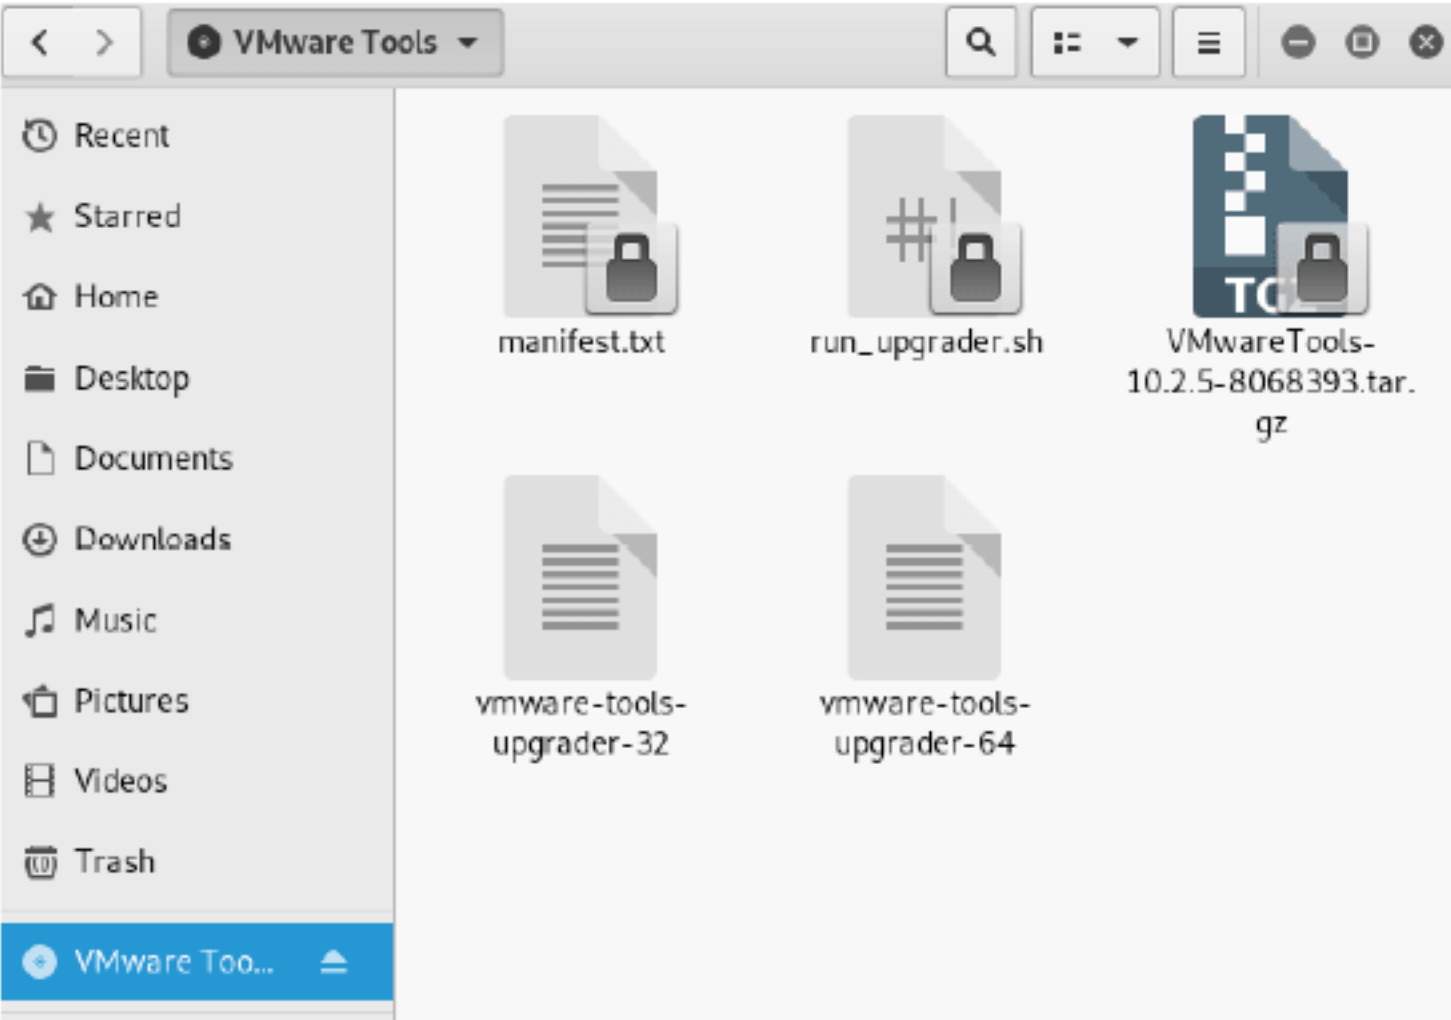 VMware Tools
Recent
Starred
Home
Desktop
Documents
Downloads
Music
Pictures
Videos
Trash
VMware Too...
manifest.txt
run_upgrader.sh
TGZ
VMwareTools-
10.2.5-8068393.tar.
gz
vmware-tools-
upgrader-32
vmware-tools-
upgrader-64